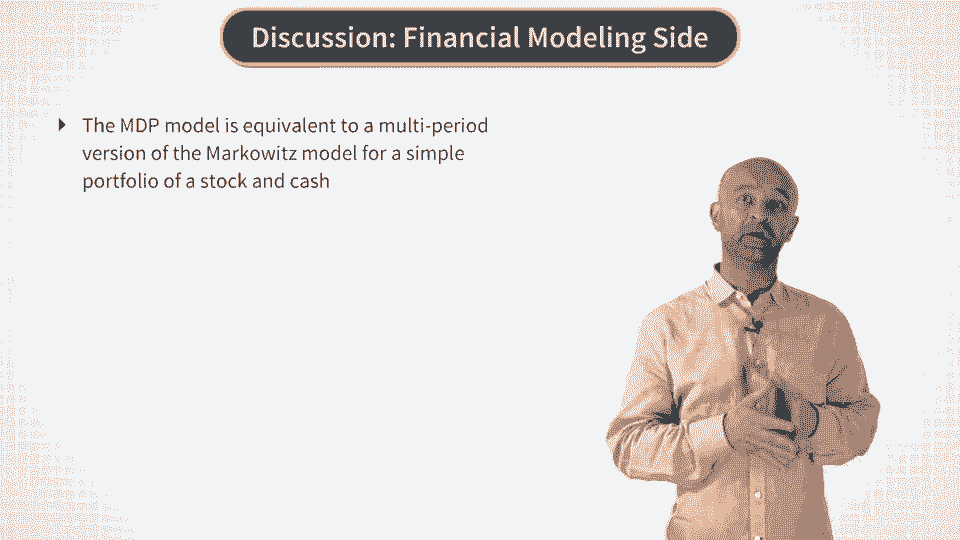 Discussion: Financial Modeling Side
The MDP model is equivalent to a multi-period
version of the Markowitz model for a simple
portfolio of a stock and cash